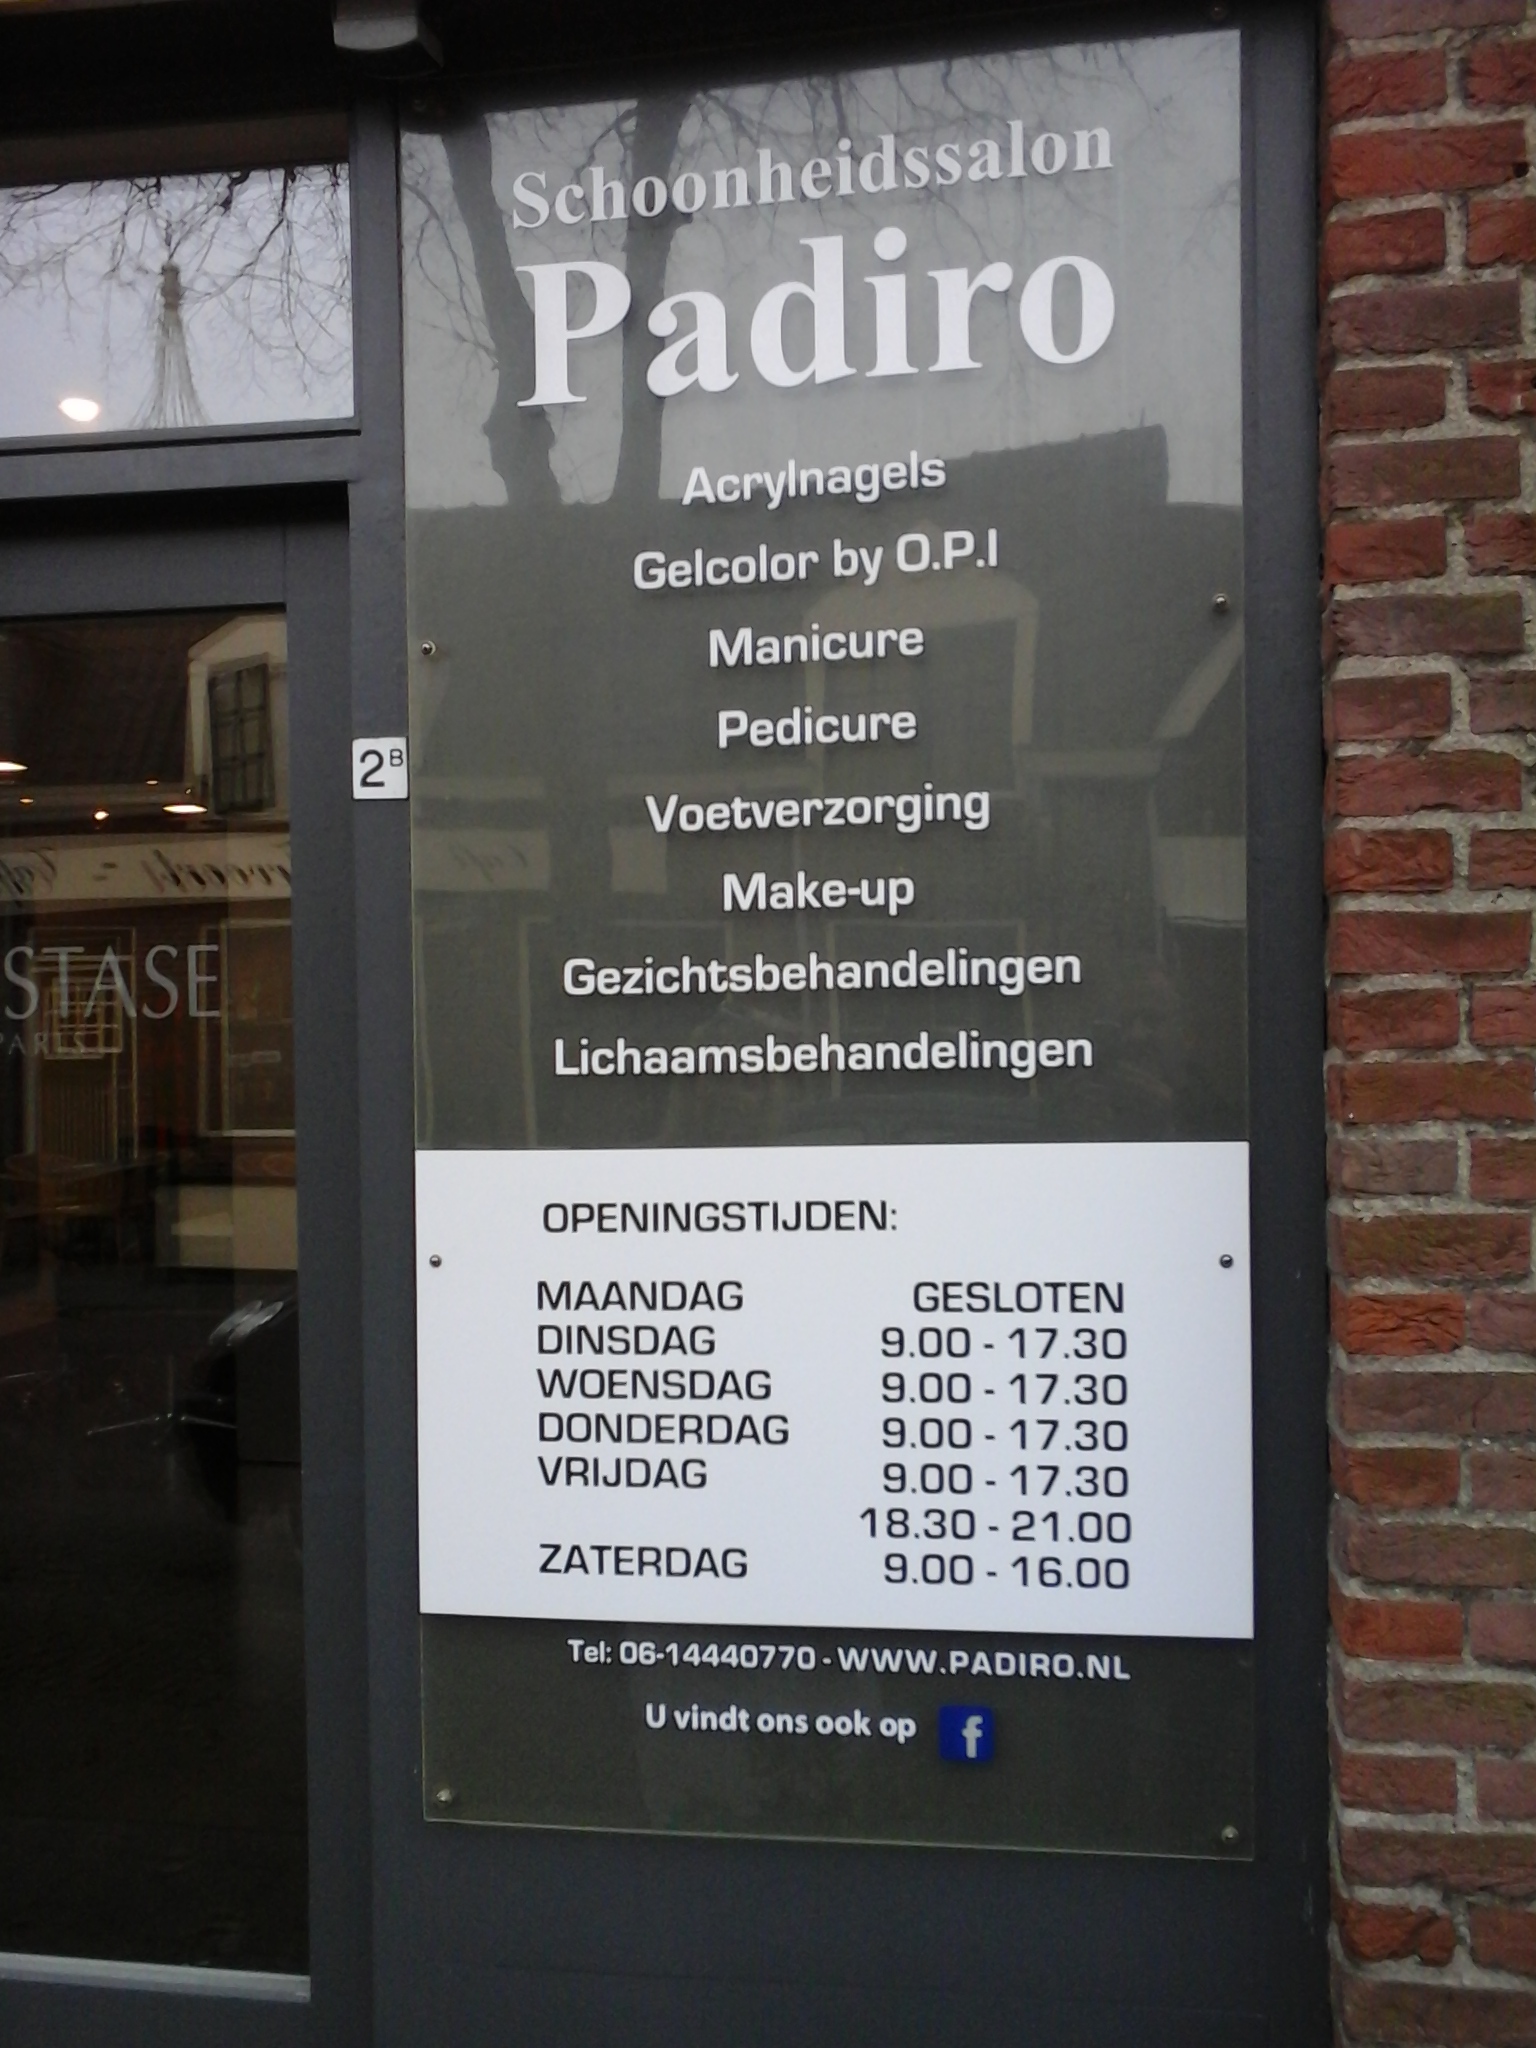 Schoonheidssalon
Padiro
Acrylnagels
Gelcolor by O.P.I
Manicure
Pedicure
Voetverzorging
Make-up
Gezichtsbehandelingen
Lichaamsbehandelingen
2B
STASE
PARIS
OPENINGSTIJDEN:
MAANDAG GESLOTEN
DINSDAG 9.00 - 17.30
WOENSDAG 9.00 - 17.30
DONDERDAG 9.00 - 17.30
VRIJDAG 9.00 - 17.30
18.30 - 21.00
ZATERDAG 9.00 - 16.00
Tel: 06-14440770 - WWW.PADIRO.NL
U vindt ons ook op f